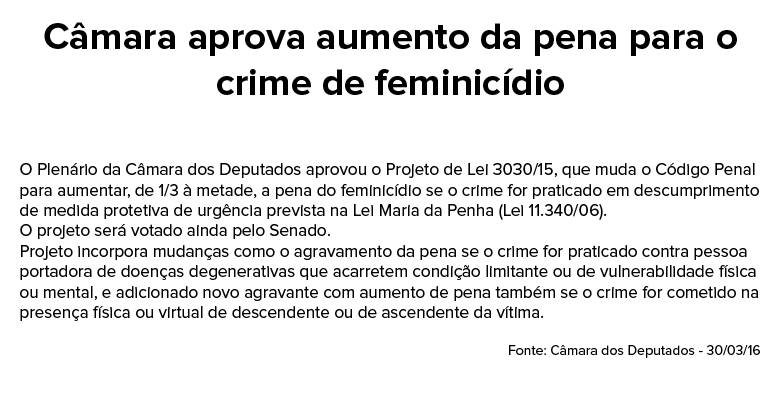 Câmara aprova aumento da pena para o
crime de feminicídio
O Plenário da Câmara dos Deputados aprovou o Projeto de Lei 3030/15, que muda o Código Penal
para aumentar, de 1/3 à metade, a pena do feminicídio se o crime for praticado em descumprimento
de medida protetiva de urgência prevista na Lei Maria da Penha (Lei 11.340/06).
O projeto será votado ainda pelo Senado.
Projeto incorpora mudanças como o agravamento da pena se o crime for praticado contra pessoa
portadora de doenças degenerativas que acarretem condição limitante ou de vulnerabilidade física
ou mental, e adicionado novo agravante com aumento de pena também se o crime for cometido na
presença física ou virtual de descendente ou de ascendente da vítima.
Fonte: Câmara dos Deputados - 30/03/16